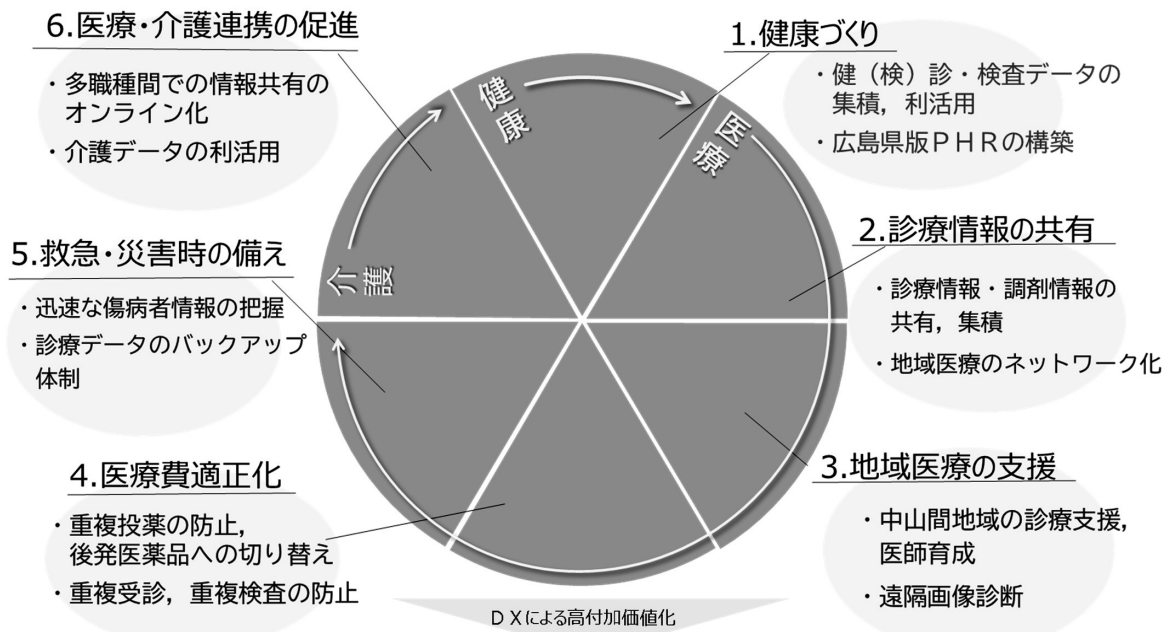 1.健康づくり
・健（検）診・検査データの
集積，利活用
・広島県版ＰＨＲの構築
2.診療情報の共有
・診療情報・調剤情報の
共有，集積
・地域医療のネットワーク化
3.地域医療の支援
・中山間地域の診療支援，
医師育成
・遠隔画像診断
4.医療費適正化
・重複投薬の防止，
後発医薬品への切り替え
・重複受診，重複検査の防止
5.救急・災害時の備え
・迅速な傷病者情報の把握
・診療データのバックアップ
体制
6.医療・介護連携の促進
・多職種間での情報共有の
オンライン化
・介護データの利活用
健康
医療
介護
ＤＸによる高付加価値化